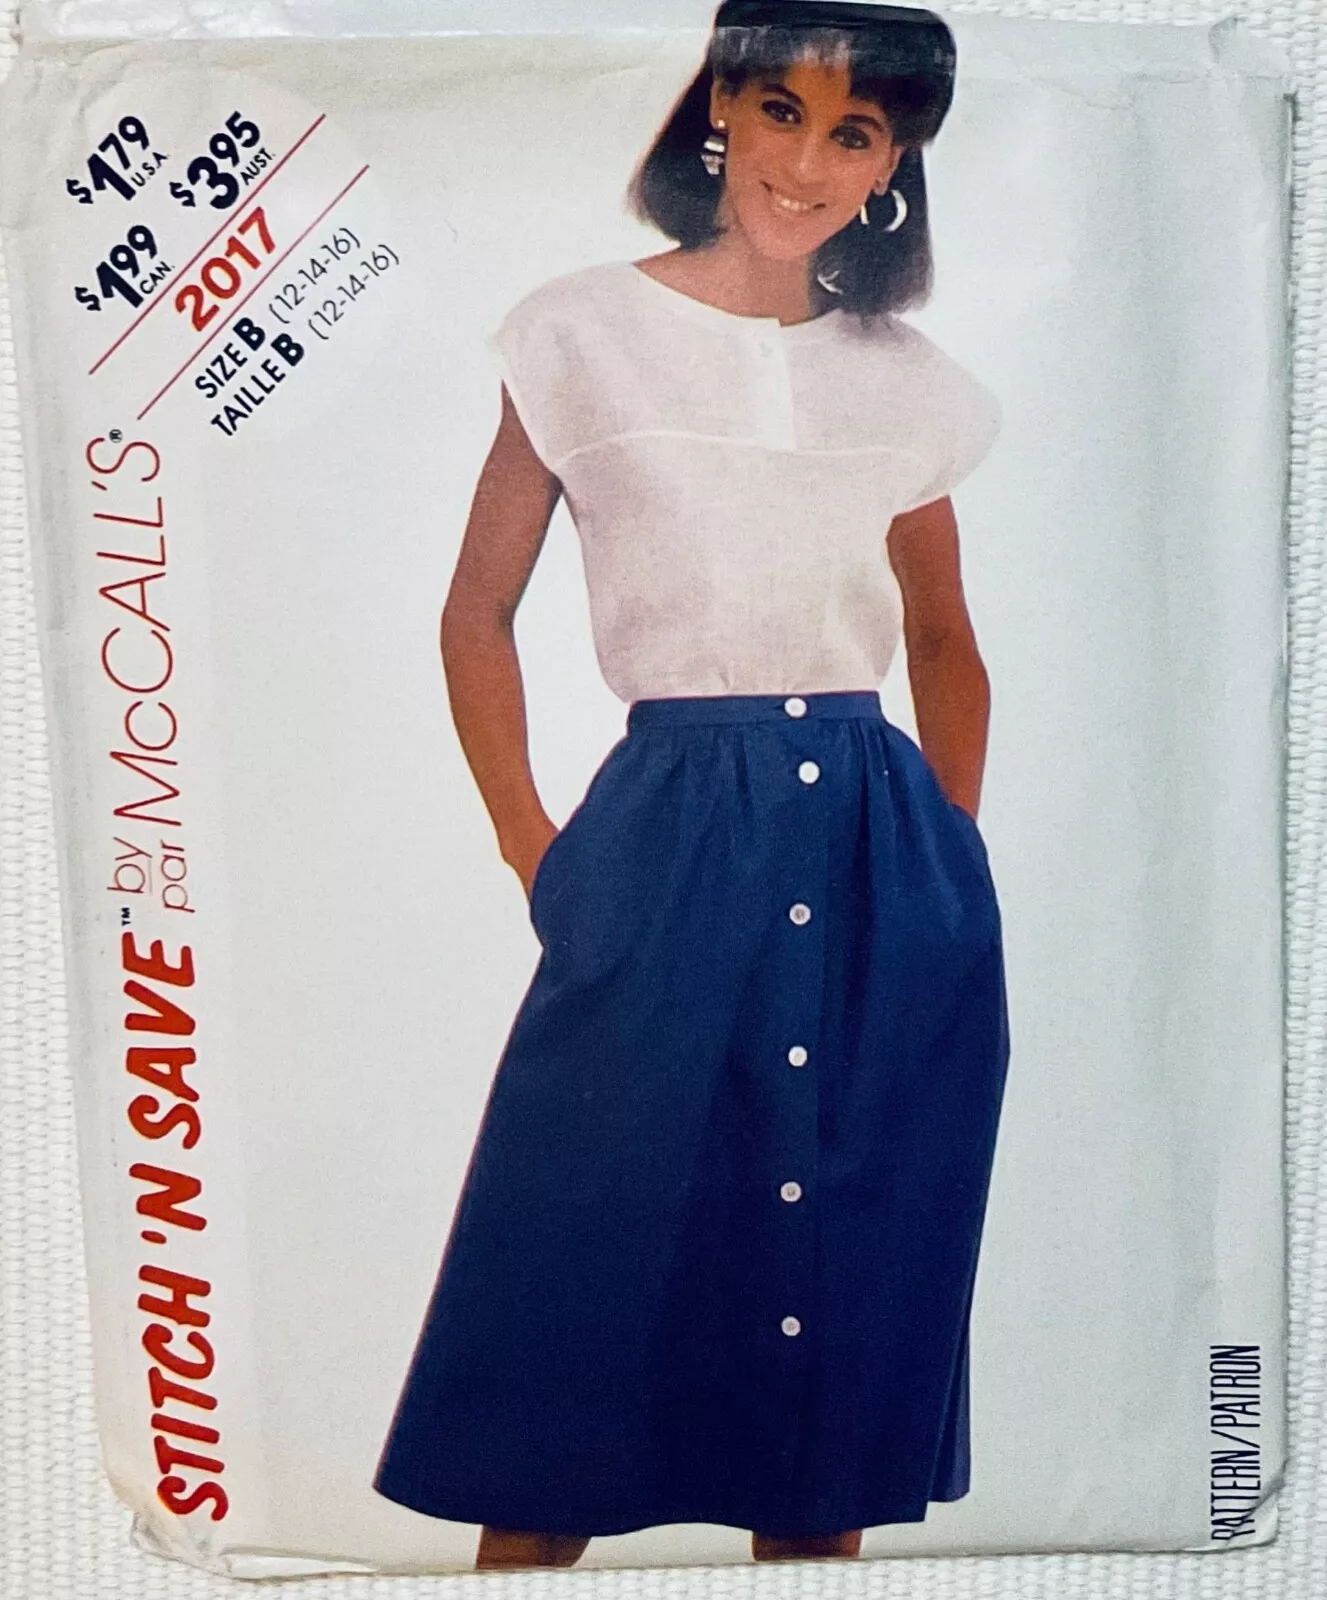 $1.79 U.S.A.
$3.95 AUST.
$1.99 CAN.
2017
SIZE B (12-14-16)
TAILLE B (12-14-16)
STITCH 'N SAVE™ by McCALL'S®
par
PATTERN/PATRON